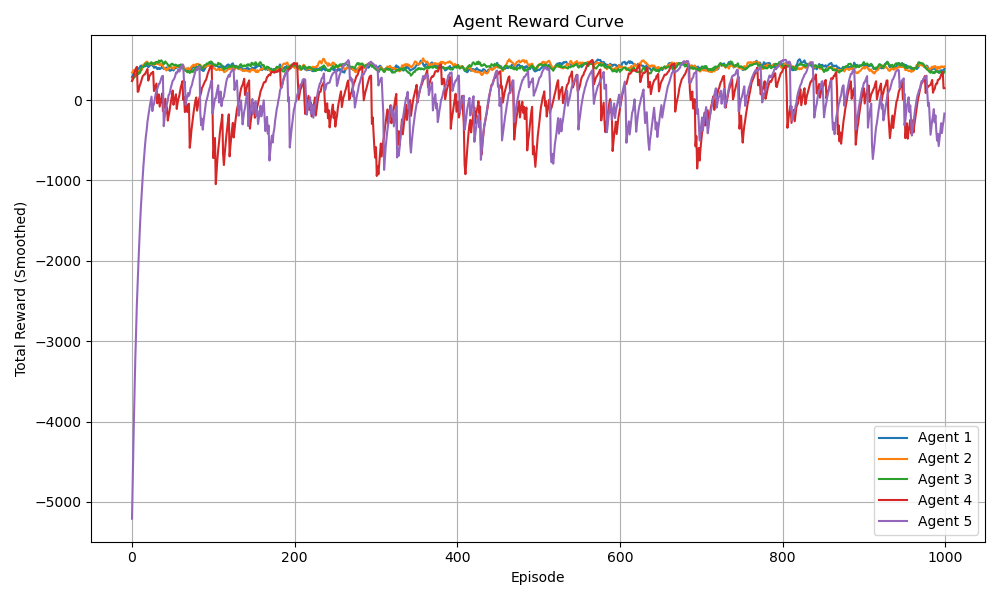 Agent Reward Curve
Total Reward (Smoothed)
0
−1000
−2000
−3000
−4000
−5000
0
200
400
600
800
1000
Episode
Agent 1
Agent 2
Agent 3
Agent 4
Agent 5